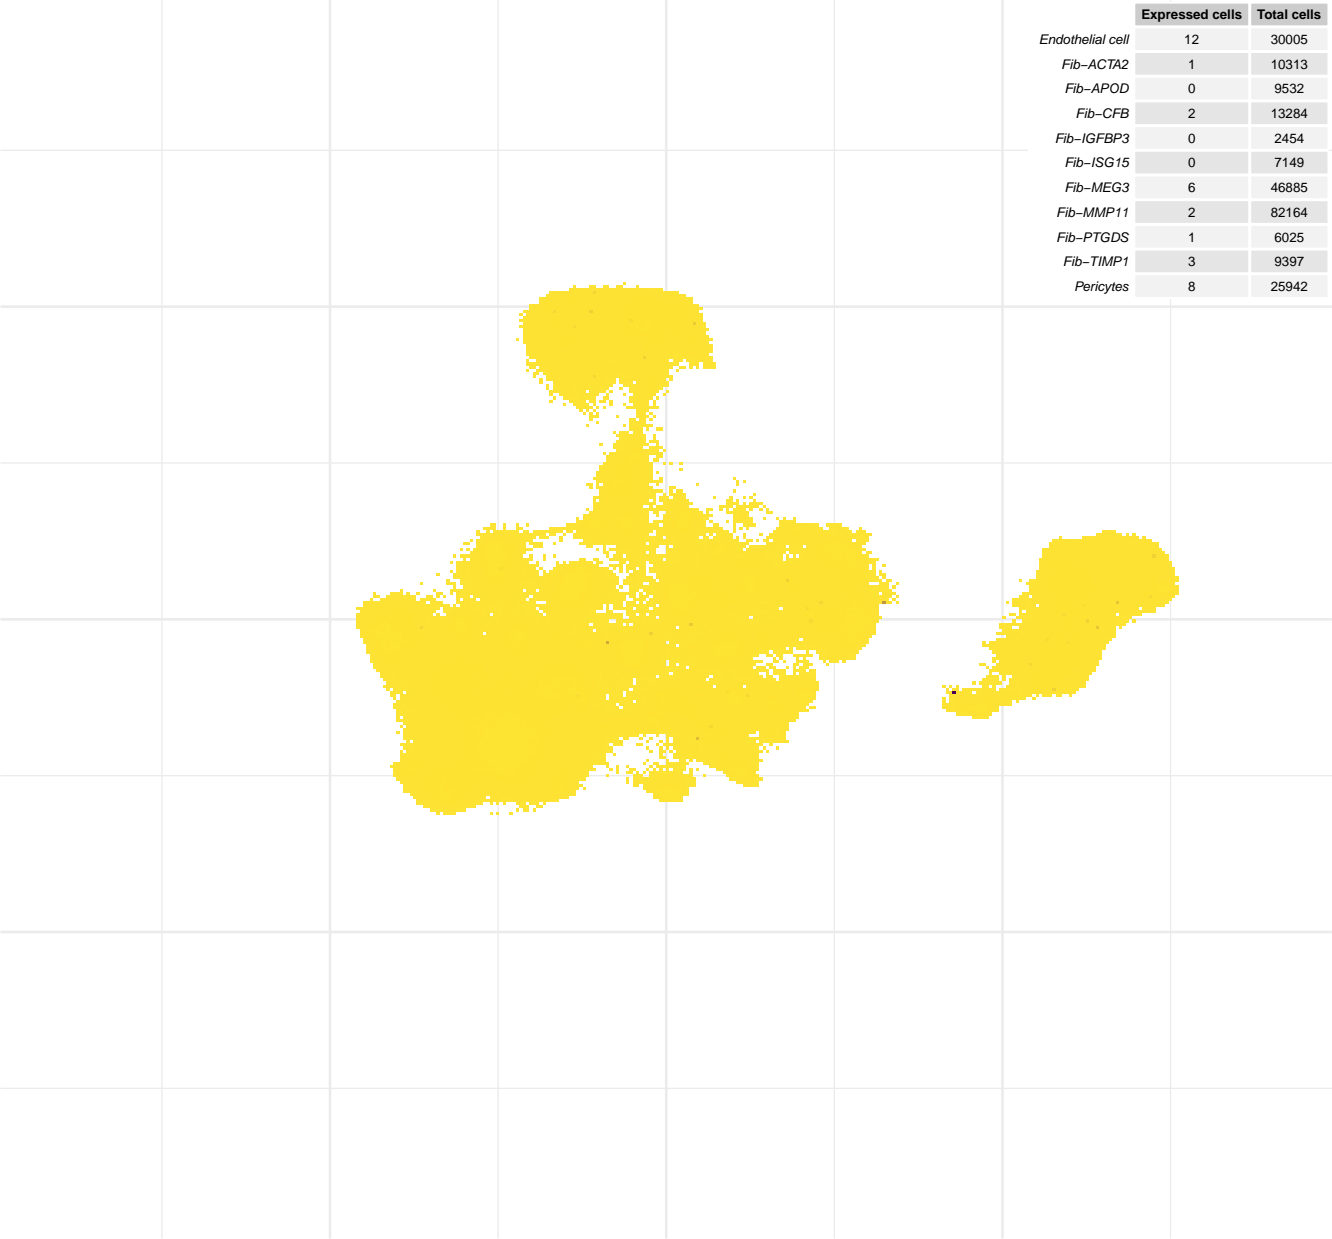 Expressed cells Total cells
Endothelial cell 12 30005
Fib−ACTA2 1 10313
Fib−APOD 0 9532
Fib−CFB 2 13284
Fib−IGFBP3 0 2454
Fib−ISG15 0 7149
Fib−MEG3 6 46885
Fib−MMP11 2 82164
Fib−PTGDS 1 6025
Fib−TIMP1 3 9397
Pericytes 8 25942